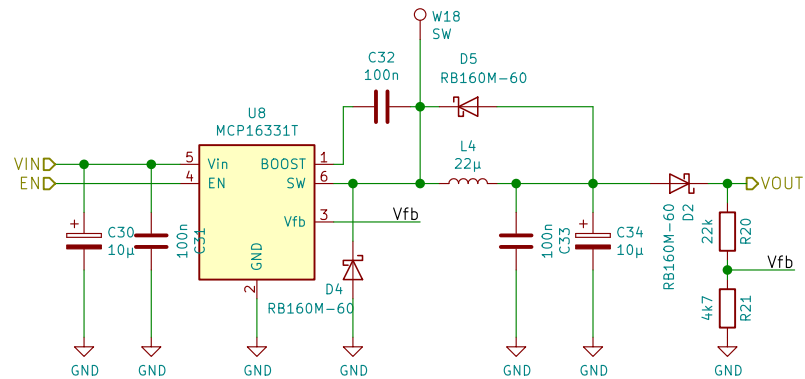 W18
SW
C32
100n
D5
RB160M-60
U8
MCP16331T
L4
22µ
VIN
EN
5
4
Vin
EN
BOOST
SW
Vfb
GND
1
6
3
2
Vfb
VOUT
+
C30
10µ
100n
C31
D4
RB160M-60
100n
C33
+
C34
10µ
RB160M-60
D2
22k
R20
Vfb
4k7
R21
GND
GND
GND
GND
GND
GND
GND